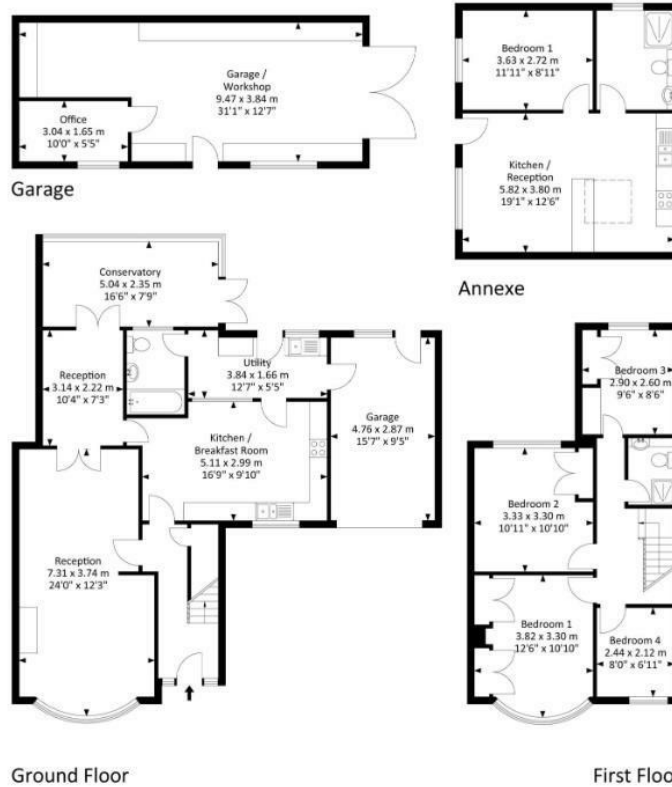 Garage /
Workshop
9.47 x 3.84 m
31'1" x 12'7"
Office
3.04 x 1.65 m
10'0" x 5'5"
Garage
Bedroom 1
3.63 x 2.72 m
11'11" x 8'11"
Kitchen /
Reception
5.82 x 3.80 m
19'1" x 12'6"
Annexe
Conservatory
5.04 x 2.35 m
16'6" x 7'9"
Reception
3.14 x 2.22 m
10'4" x 7'3"
Utility
3.84 x 1.66 m
12'7" x 5'5"
Garage
4.76 x 2.87 m
15'7" x 9'5"
Kitchen /
Breakfast Room
5.11 x 2.99 m
16'9" x 9'10"
Reception
7.31 x 3.74 m
24'0" x 12'3"
Ground Floor
Bedroom 3
2.90 x 2.60 m
9'6" x 8'6"
Bedroom 2
3.33 x 3.30 m
10'11" x 10'10"
Bedroom 1
3.82 x 3.30 m
12'6" x 10'10"
Bedroom 4
2.44 x 2.12 m
8'0" x 6'11"
First Floo